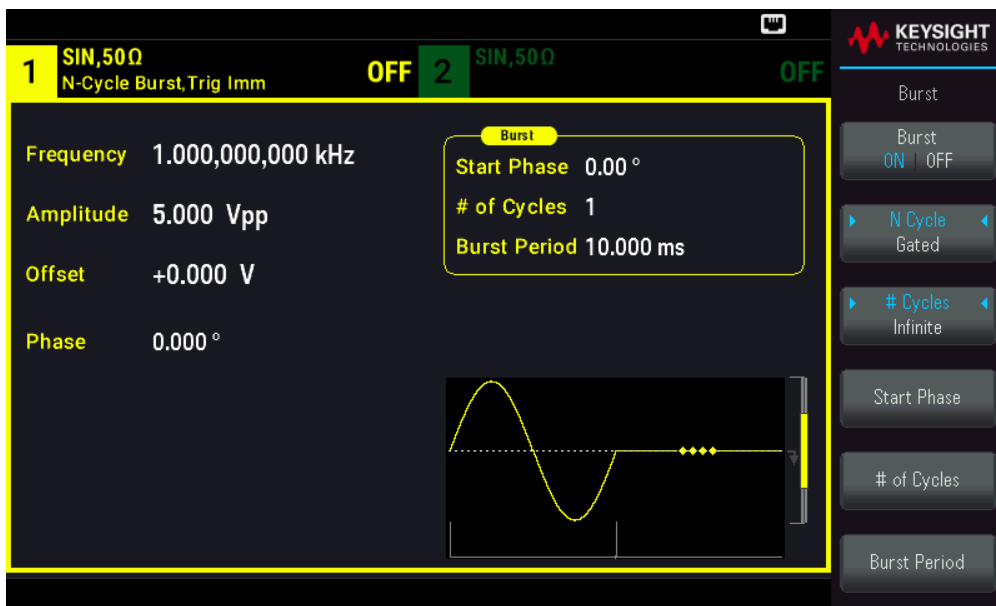 KEYSIGHT
TECHNOLOGIES
1
SIN,50Ω
N-Cycle Burst,Trig Imm
OFF
2
SIN,50Ω
OFF
Frequency 1.000,000,000 kHz
Amplitude 5.000 Vpp
Offset +0.000 V
Phase 0.000 °
Burst
Start Phase 0.00 °
# of Cycles 1
Burst Period 10.000 ms
Burst
Burst
ON | OFF
N Cycle
Gated
# Cycles
Infinite
Start Phase
# of Cycles
Burst Period